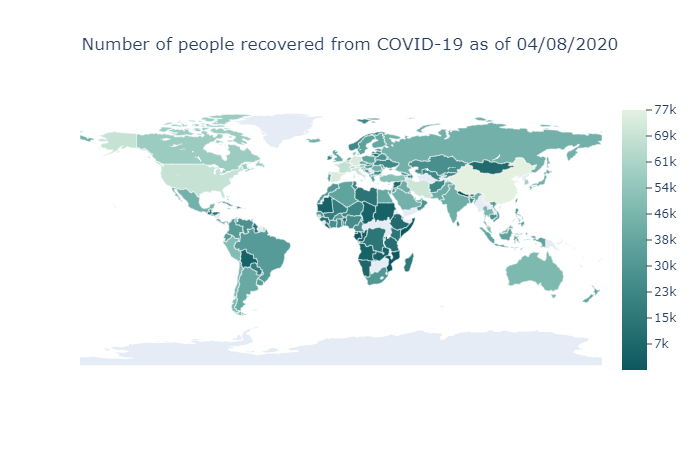 Number of people recovered from COVID-19 as of 04/08/2020
77k
69k
61k
54k
46k
38k
30k
23k
15k
7k